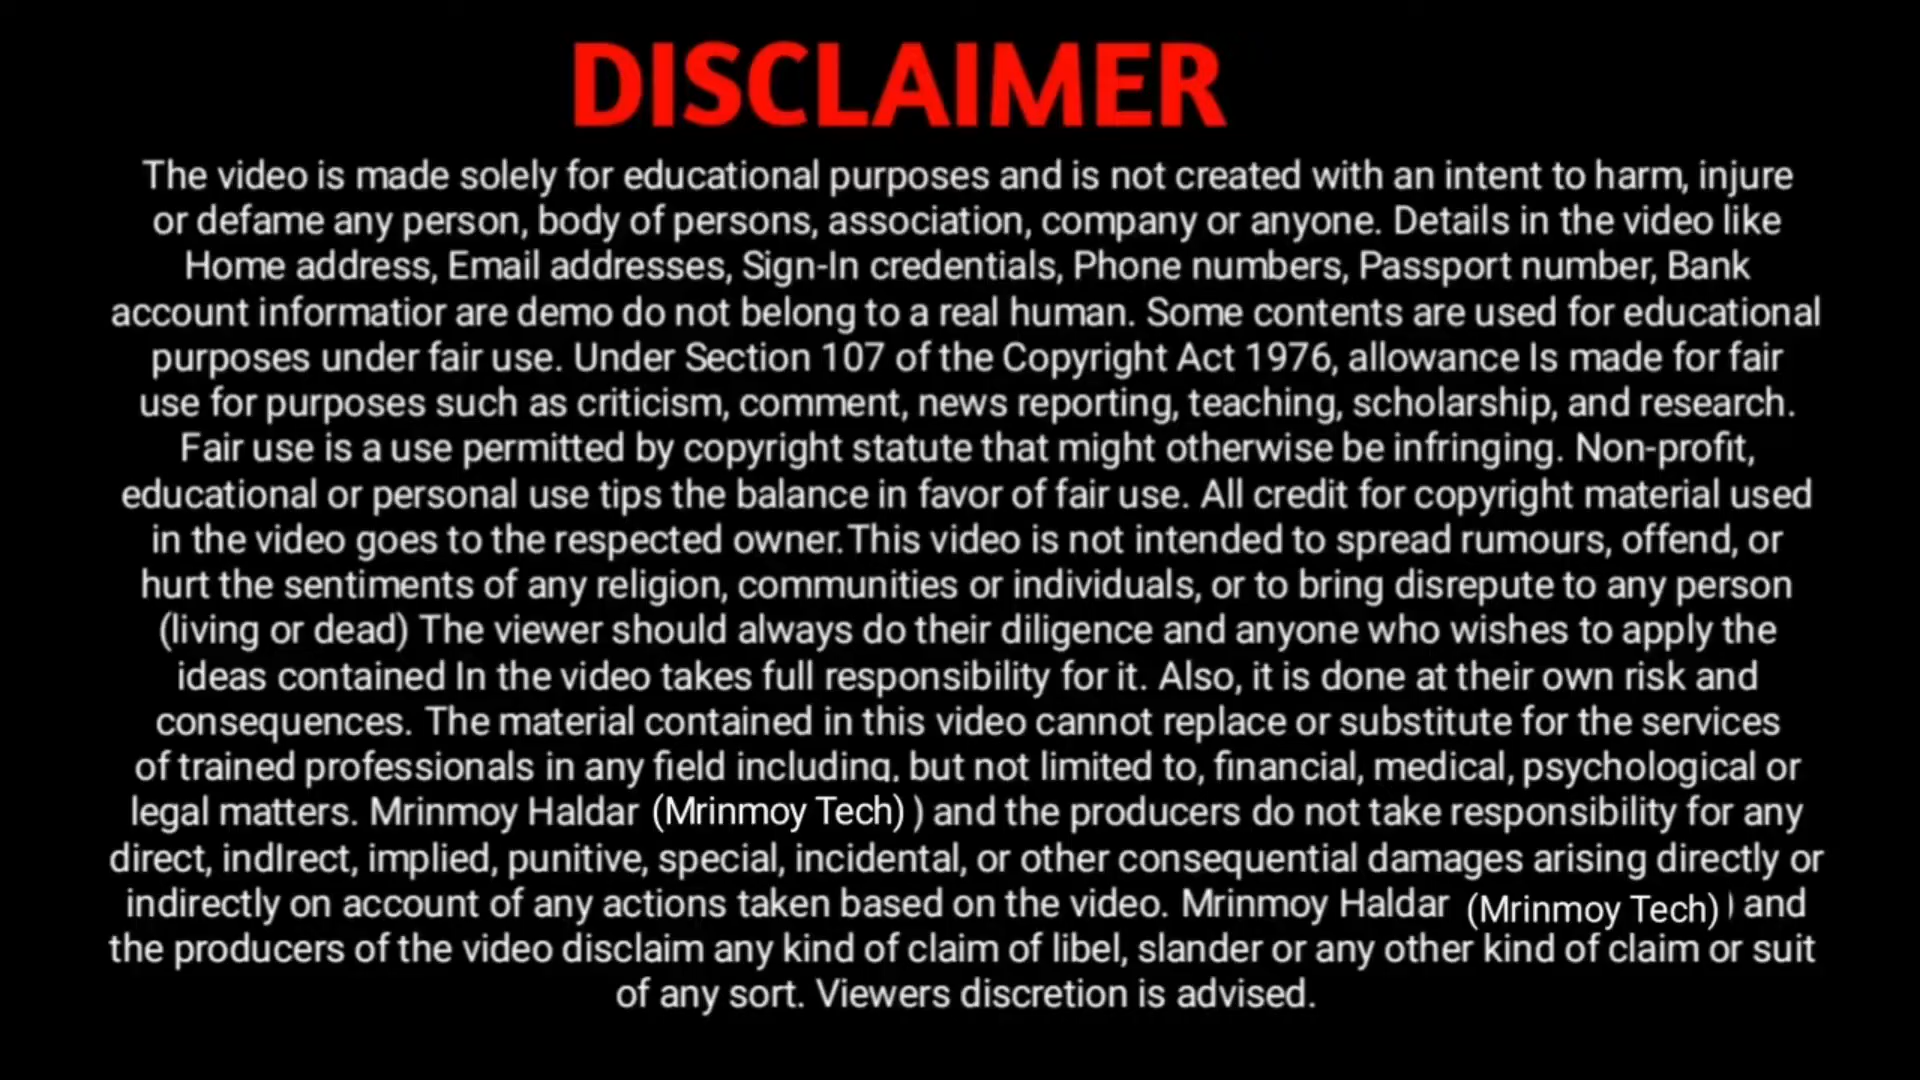 DISCLAIMER
The video is made solely for educational purposes and is not created with an intent to harm, injure
or defame any person, body of persons, association, company or anyone. Details in the video like
Home address, Email addresses, Sign-In credentials, Phone numbers, Passport number, Bank
account informatior are demo do not belong to a real human. Some contents are used for educational
purposes under fair use. Under Section 107 of the Copyright Act 1976, allowance Is made for fair
use for purposes such as criticism, comment, news reporting, teaching, scholarship, and research.
Fair use is a use permitted by copyright statute that might otherwise be infringing. Non-profit,
educational or personal use tips the balance in favor of fair use. All credit for copyright material used
in the video goes to the respected owner.This video is not intended to spread rumours, offend, or
hurt the sentiments of any religion, communities or individuals, or to bring disrepute to any person
(living or dead) The viewer should always do their diligence and anyone who wishes to apply the
ideas contained In the video takes full responsibility for it. Also, it is done at their own risk and
consequences. The material contained in this video cannot replace or substitute for the services
of trained professionals in any field including, but not limited to, financial, medical, psychological or
legal matters. Mrinmoy Haldar (Mrinmoy Tech) ) and the producers do not take responsibility for any
direct, indIrect, implied, punitive, special, incidental, or other consequential damages arising directly or
indirectly on account of any actions taken based on the video. Mrinmoy Haldar (Mrinmoy Tech) ) and
the producers of the video disclaim any kind of claim of libel, slander or any other kind of claim or suit
of any sort. Viewers discretion is advised.